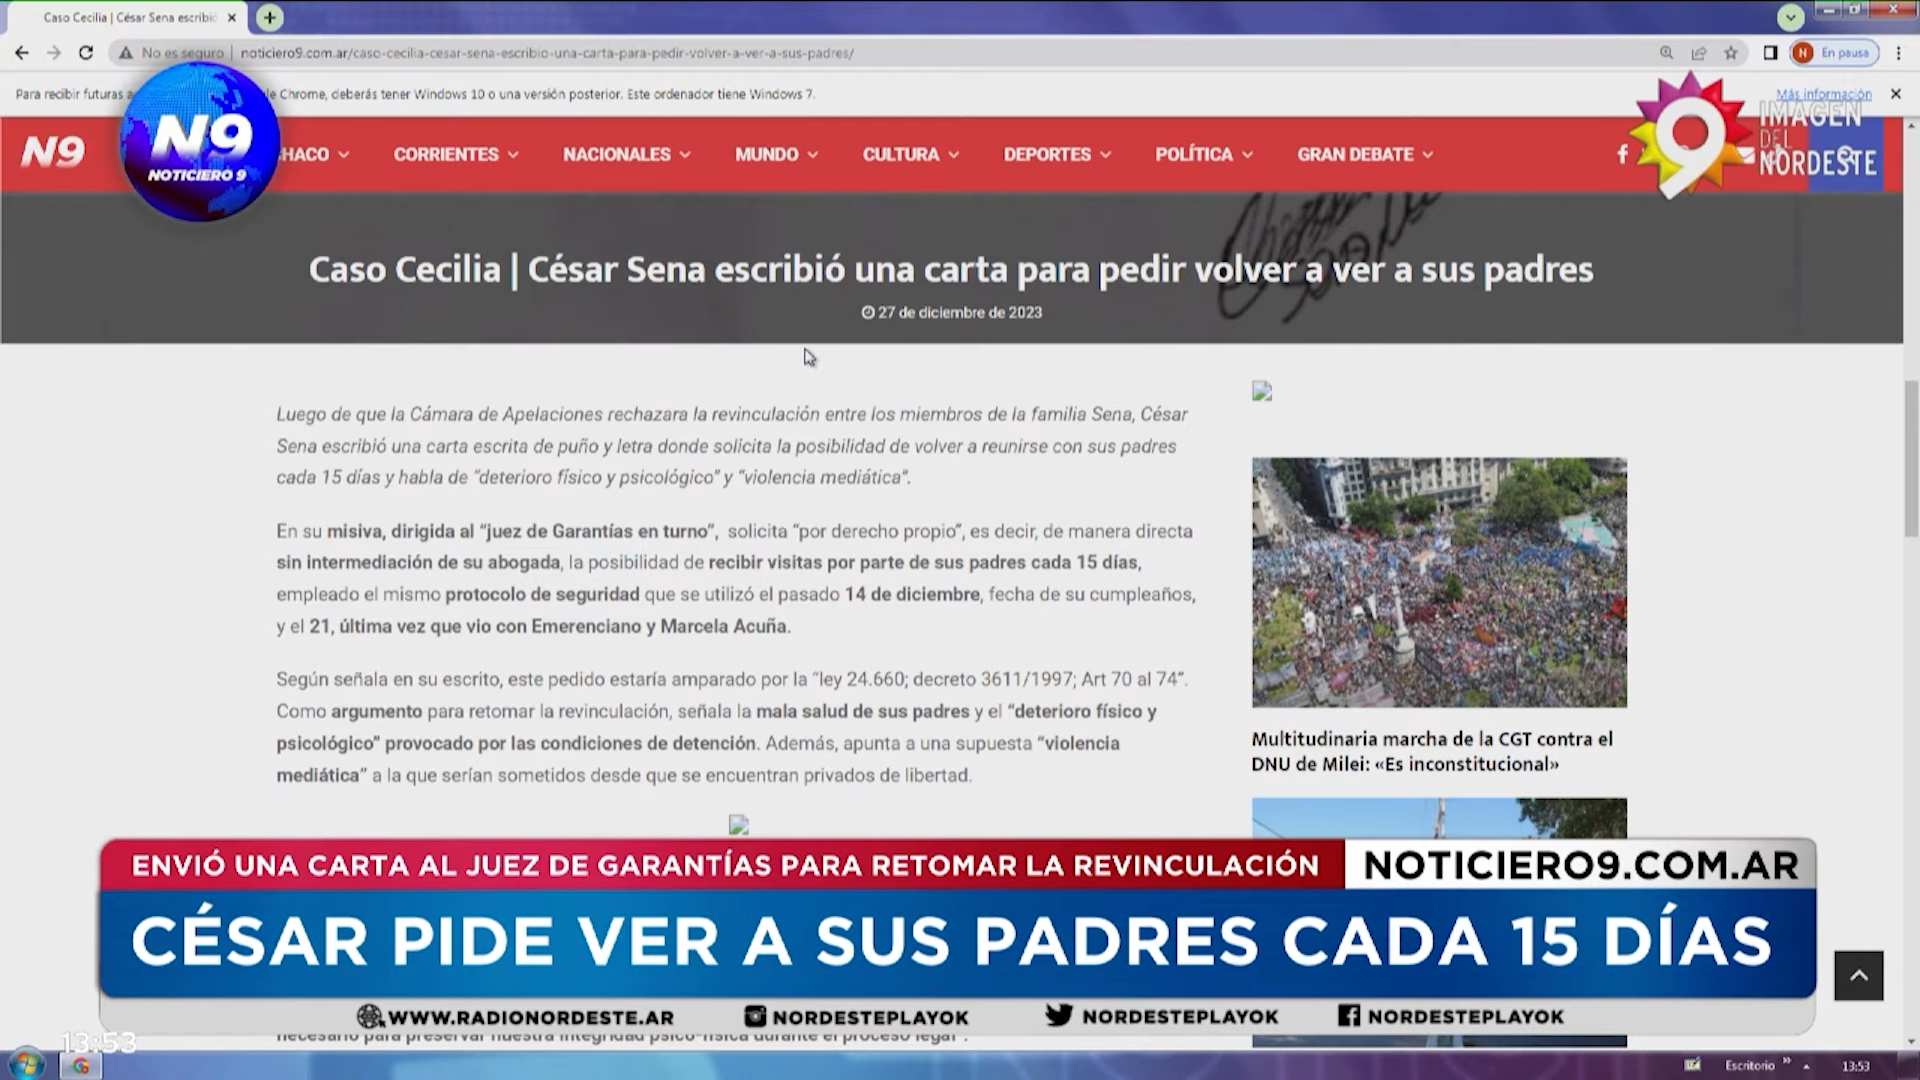 Caso Cecilia | César Sena escribió
No es seguro | noticiero9.com.ar/caso-cecilia-cesar-sena-escribio-una-carta-para-pedir-volver-a-ver-a-sus-padres/
En pausa
Para recibir futuras
Chrome, deberás tener Windows 10 o una versión posterior. Este ordenador tiene Windows 7.
Más información
N9
N9
NOTICIERO 9
CORRIENTES
NACIONALES
MUNDO
CULTURA
DEPORTES
POLÍTICA
GRAN DEBATE
9 IMAGEN
DEL
NORDESTE
Caso Cecilia | César Sena escribió una carta para pedir volver a ver a sus padres
27 de diciembre de 2023
Luego de que la Cámara de Apelaciones rechazara la revinculación entre los miembros de la familia Sena, César
Sena escribió una carta escrita de puño y letra donde solicita la posibilidad de volver a reunirse con sus padres
cada 15 días y habla de “deterioro físico y psicológico” y “violencia mediática”.
En su misiva, dirigida al “juez de Garantías en turno”, solicita “por derecho propio”, es decir, de manera directa
sin intermediación de su abogada, la posibilidad de recibir visitas por parte de sus padres cada 15 días,
empleado el mismo protocolo de seguridad que se utilizó el pasado 14 de diciembre, fecha de su cumpleaños,
y el 21, última vez que vio con Emerenciano y Marcela Acuña.
Según señala en su escrito, este pedido estaría amparado por la “ley 24.660; decreto 3611/1997; Art 70 al 74”.
Como argumento para retomar la revinculación, señala la mala salud de sus padres y el “deterioro físico y
psicológico” provocado por las condiciones de detención. Además, apunta a una supuesta “violencia
mediática” a la que serían sometidos desde que se encuentran privados de libertad.
Multitudinaria marcha de la CGT contra el
DNU de Milei: «Es inconstitucional»
ENVIÓ UNA CARTA AL JUEZ DE GARANTÍAS PARA RETOMAR LA REVINCULACIÓN
NOTICIERO9.COM.AR
CÉSAR PIDE VER A SUS PADRES CADA 15 DÍAS
WWW.RADIONORDESTE.AR
NORDESTEPLAYOK
NORDESTEPLAYOK
NORDESTEPLAYOK
necesario para preservar nuestra integridad psico-física durante el proceso legal”.
13:53
Escritorio
13:53